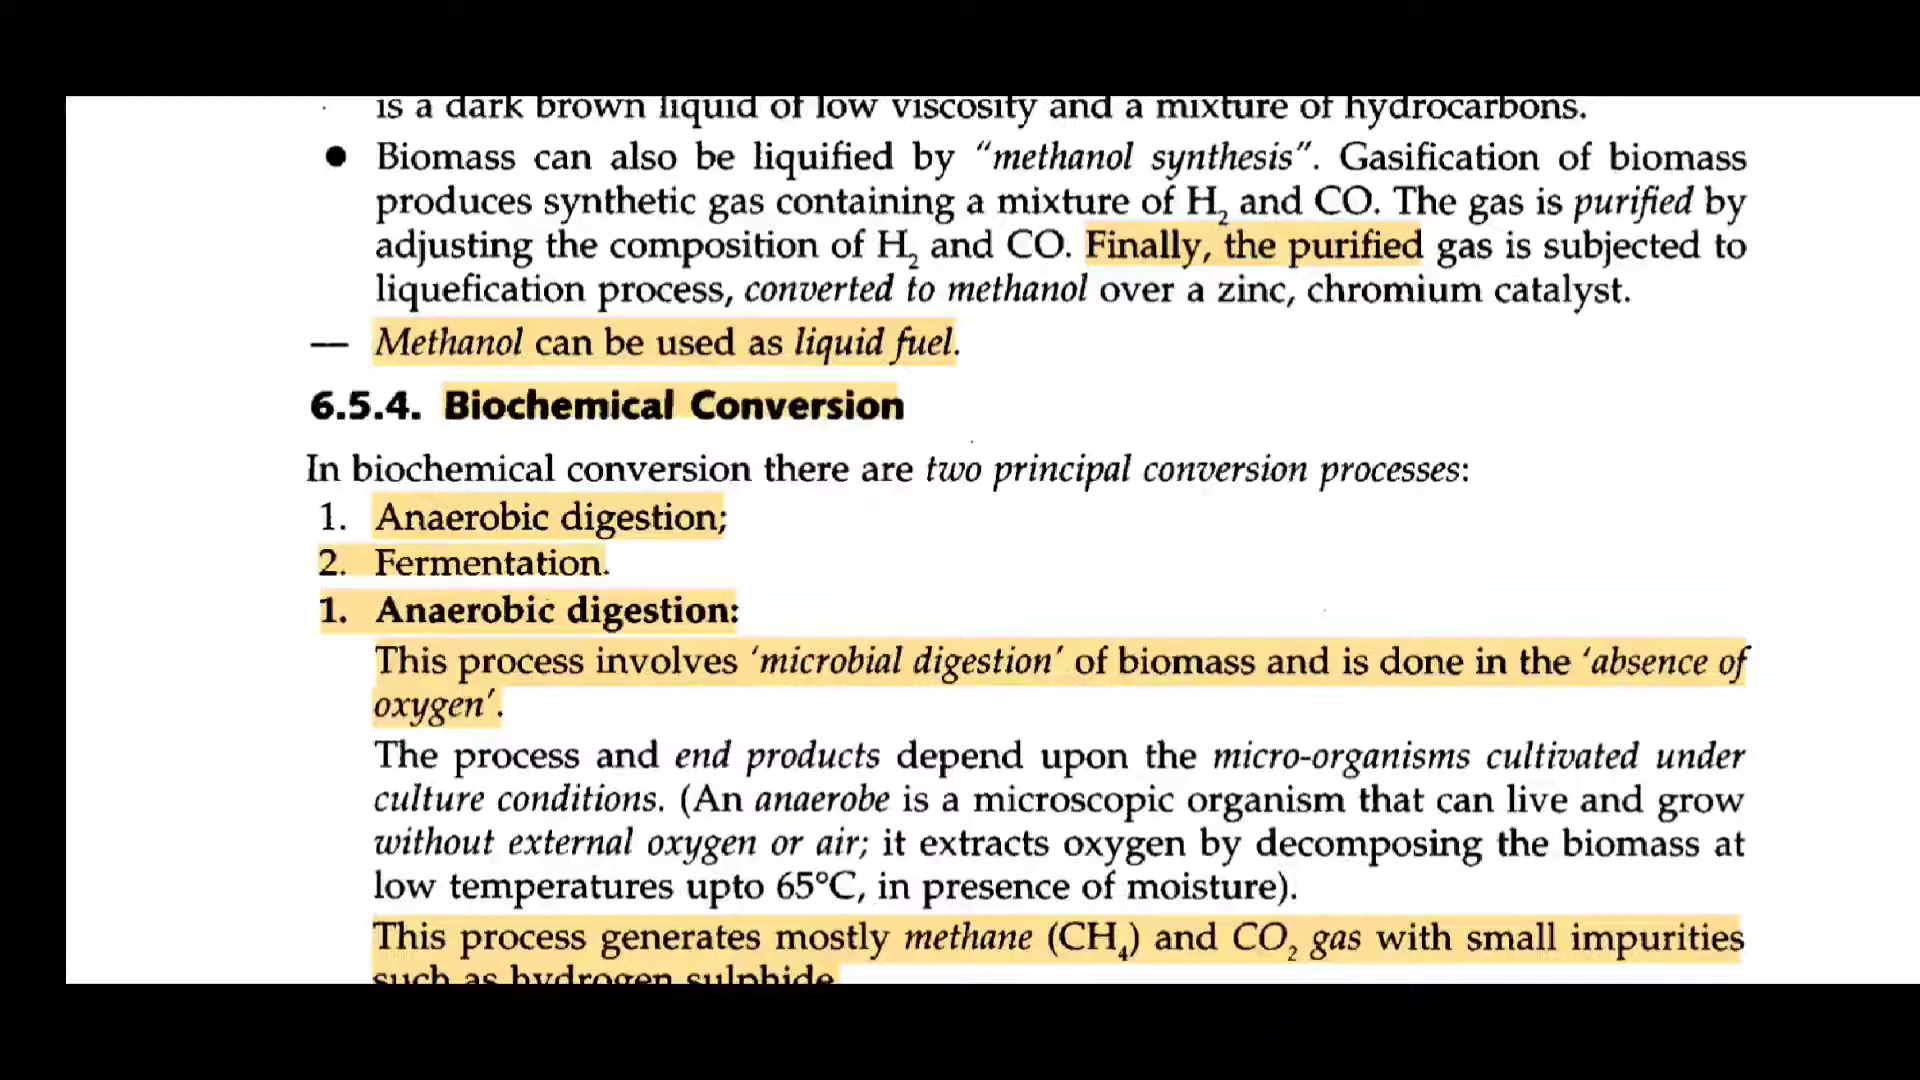 is a dark brown liquid of low viscosity and a mixture of hydrocarbons.
● Biomass can also be liquified by "methanol synthesis". Gasification of biomass
produces synthetic gas containing a mixture of H₂ and CO. The gas is purified by
adjusting the composition of H₂ and CO. Finally, the purified gas is subjected to
liquefication process, converted to methanol over a zinc, chromium catalyst.
— Methanol can be used as liquid fuel.
6.5.4. Biochemical Conversion
In biochemical conversion there are two principal conversion processes:
1. Anaerobic digestion;
2. Fermentation.
1. Anaerobic digestion:
This process involves 'microbial digestion' of biomass and is done in the 'absence of
oxygen'.
The process and end products depend upon the micro-organisms cultivated under
culture conditions. (An anaerobe is a microscopic organism that can live and grow
without external oxygen or air; it extracts oxygen by decomposing the biomass at
low temperatures upto 65°C, in presence of moisture).
This process generates mostly methane (CH₄) and CO₂ gas with small impurities
such as hydrogen sulphide.